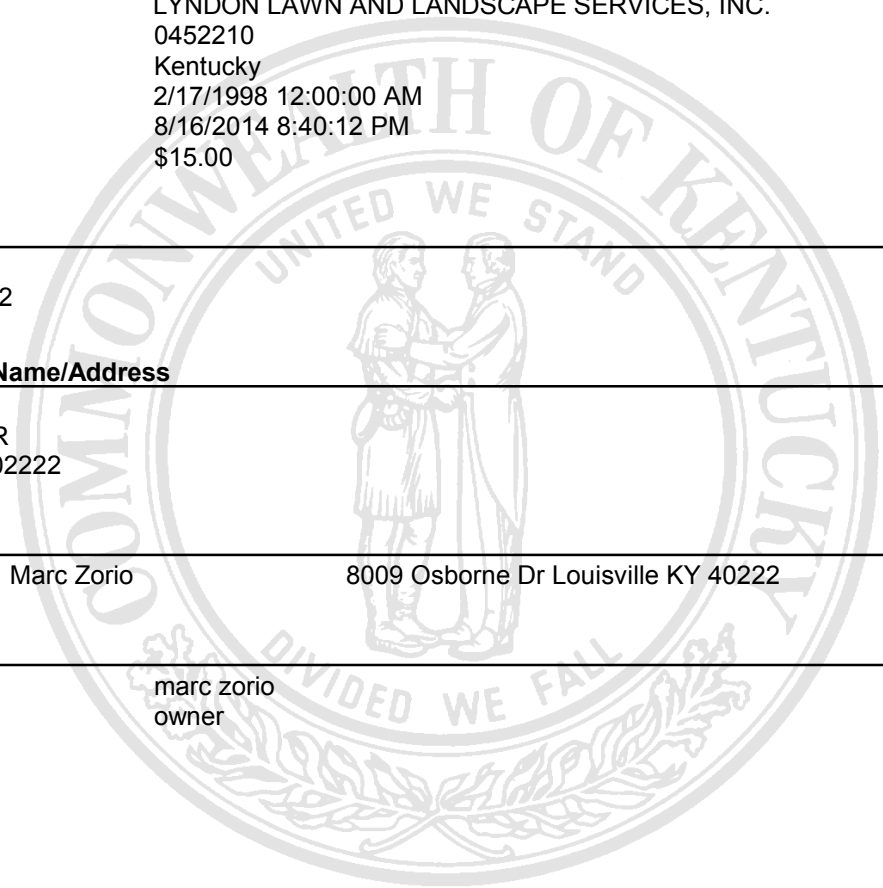 LYNDON LAWN AND LANDSCAPE SERVICES, INC.
0452210
Kentucky
2/17/1998 12:00:00 AM
8/16/2014 8:40:12 PM
$15.00
2
Name/Address
R
02222
Marc Zorio 8009 Osborne Dr Louisville KY 40222
marc zorio
owner
COMMONWEALTH OF KENTUCKY
UNITED WE STAND
DIVIDED WE FALL